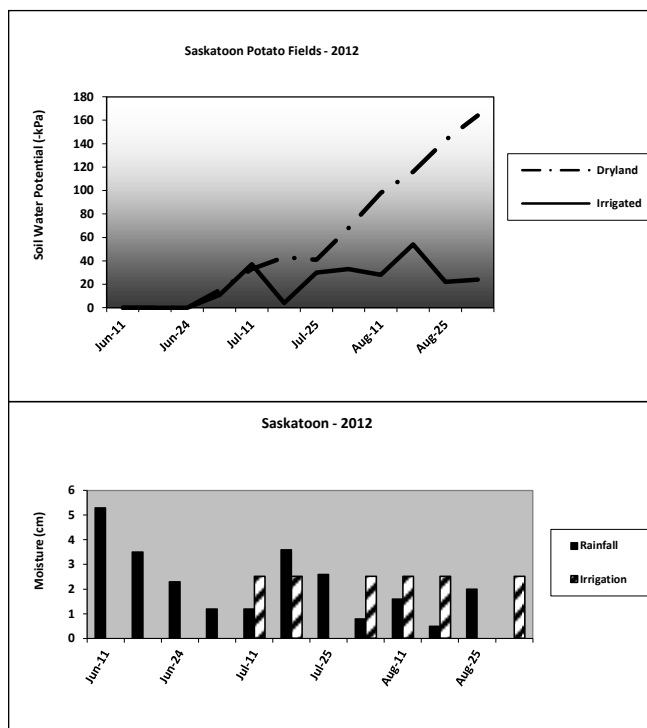 Saskatoon Potato Fields - 2012
180
160
140
120
100
80
60
40
20
0
Soil Water Potential (-kPa)
Jun-11
Jun-24
Jul-11
Jul-25
Aug-11
Aug-25
Dryland
Irrigated
Saskatoon - 2012
6
5
4
3
2
1
0
Moisture (cm)
Jun-11
Jun-24
Jul-11
Jul-25
Aug-11
Aug-25
Rainfall
Irrigation